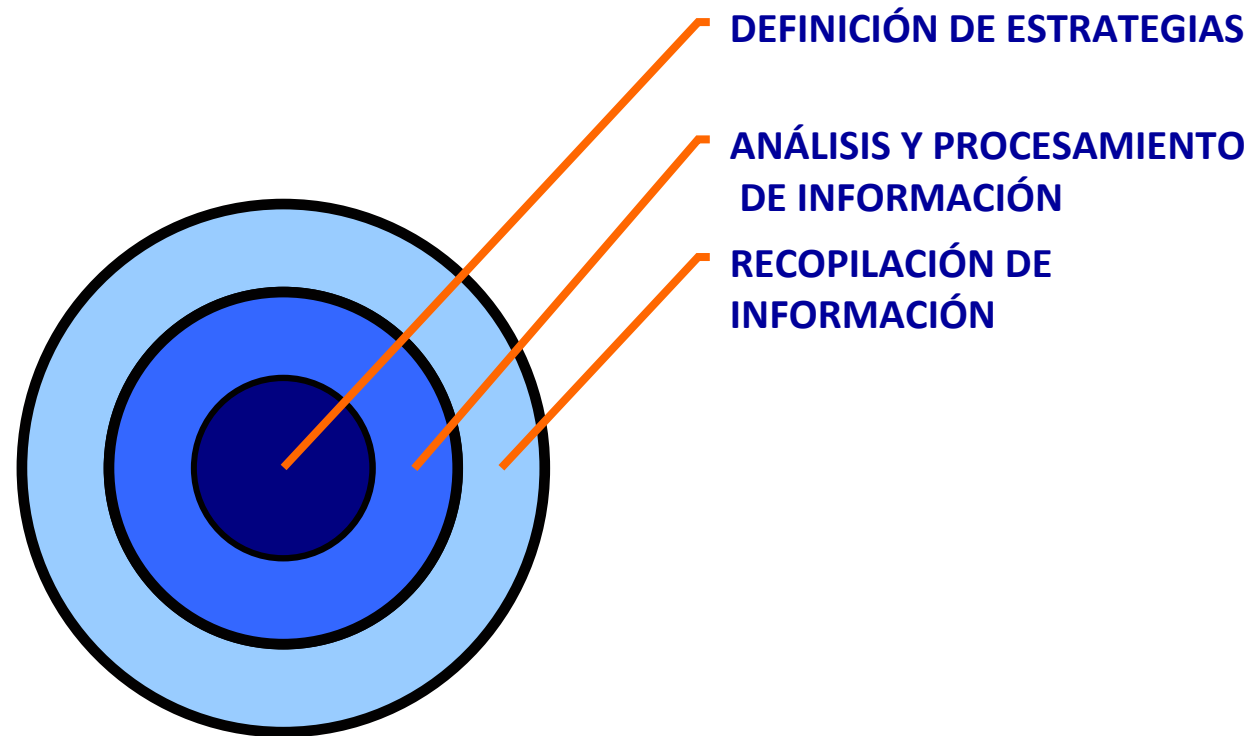 DEFINICIÓN DE ESTRATEGIAS
ANÁLISIS Y PROCESAMIENTO
DE INFORMACIÓN
RECOPILACIÓN DE
INFORMACIÓN